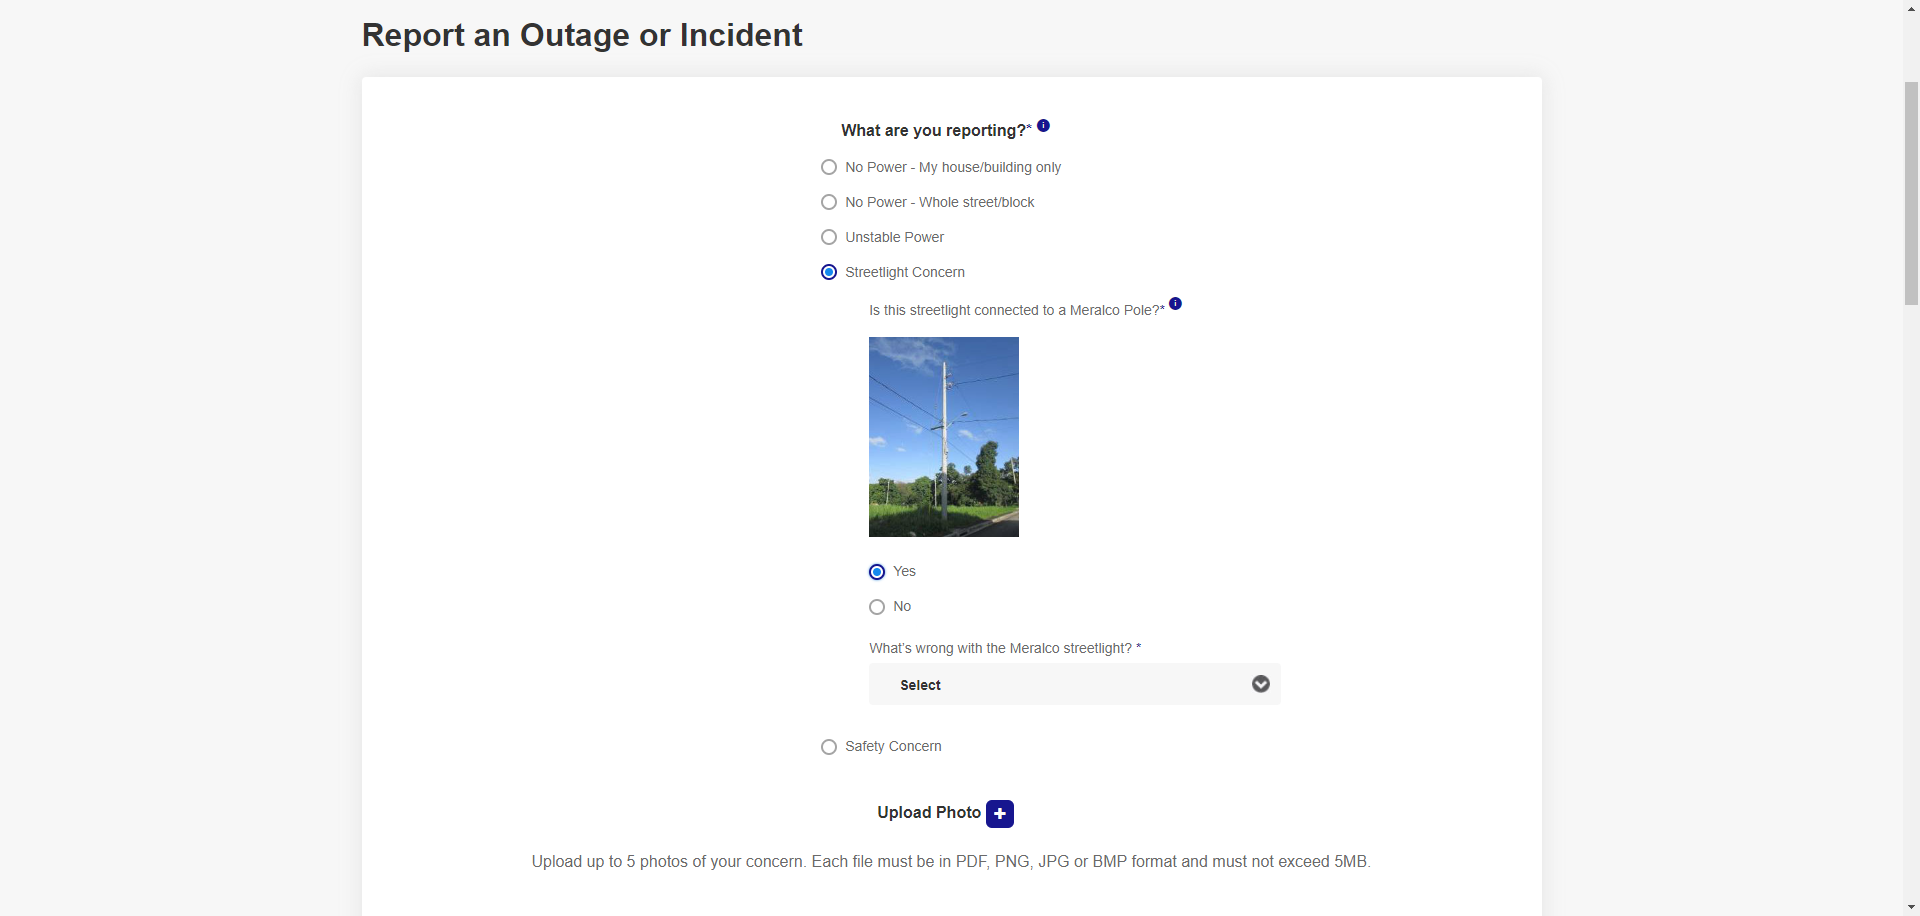 Report an Outage or Incident
What are you reporting?*
No Power - My house/building only
No Power - Whole street/block
Unstable Power
Streetlight Concern
Is this streetlight connected to a Meralco Pole?*
Yes
No
What's wrong with the Meralco streetlight? *
Select
Safety Concern
Upload Photo
Upload up to 5 photos of your concern. Each file must be in PDF, PNG, JPG or BMP format and must not exceed 5MB.